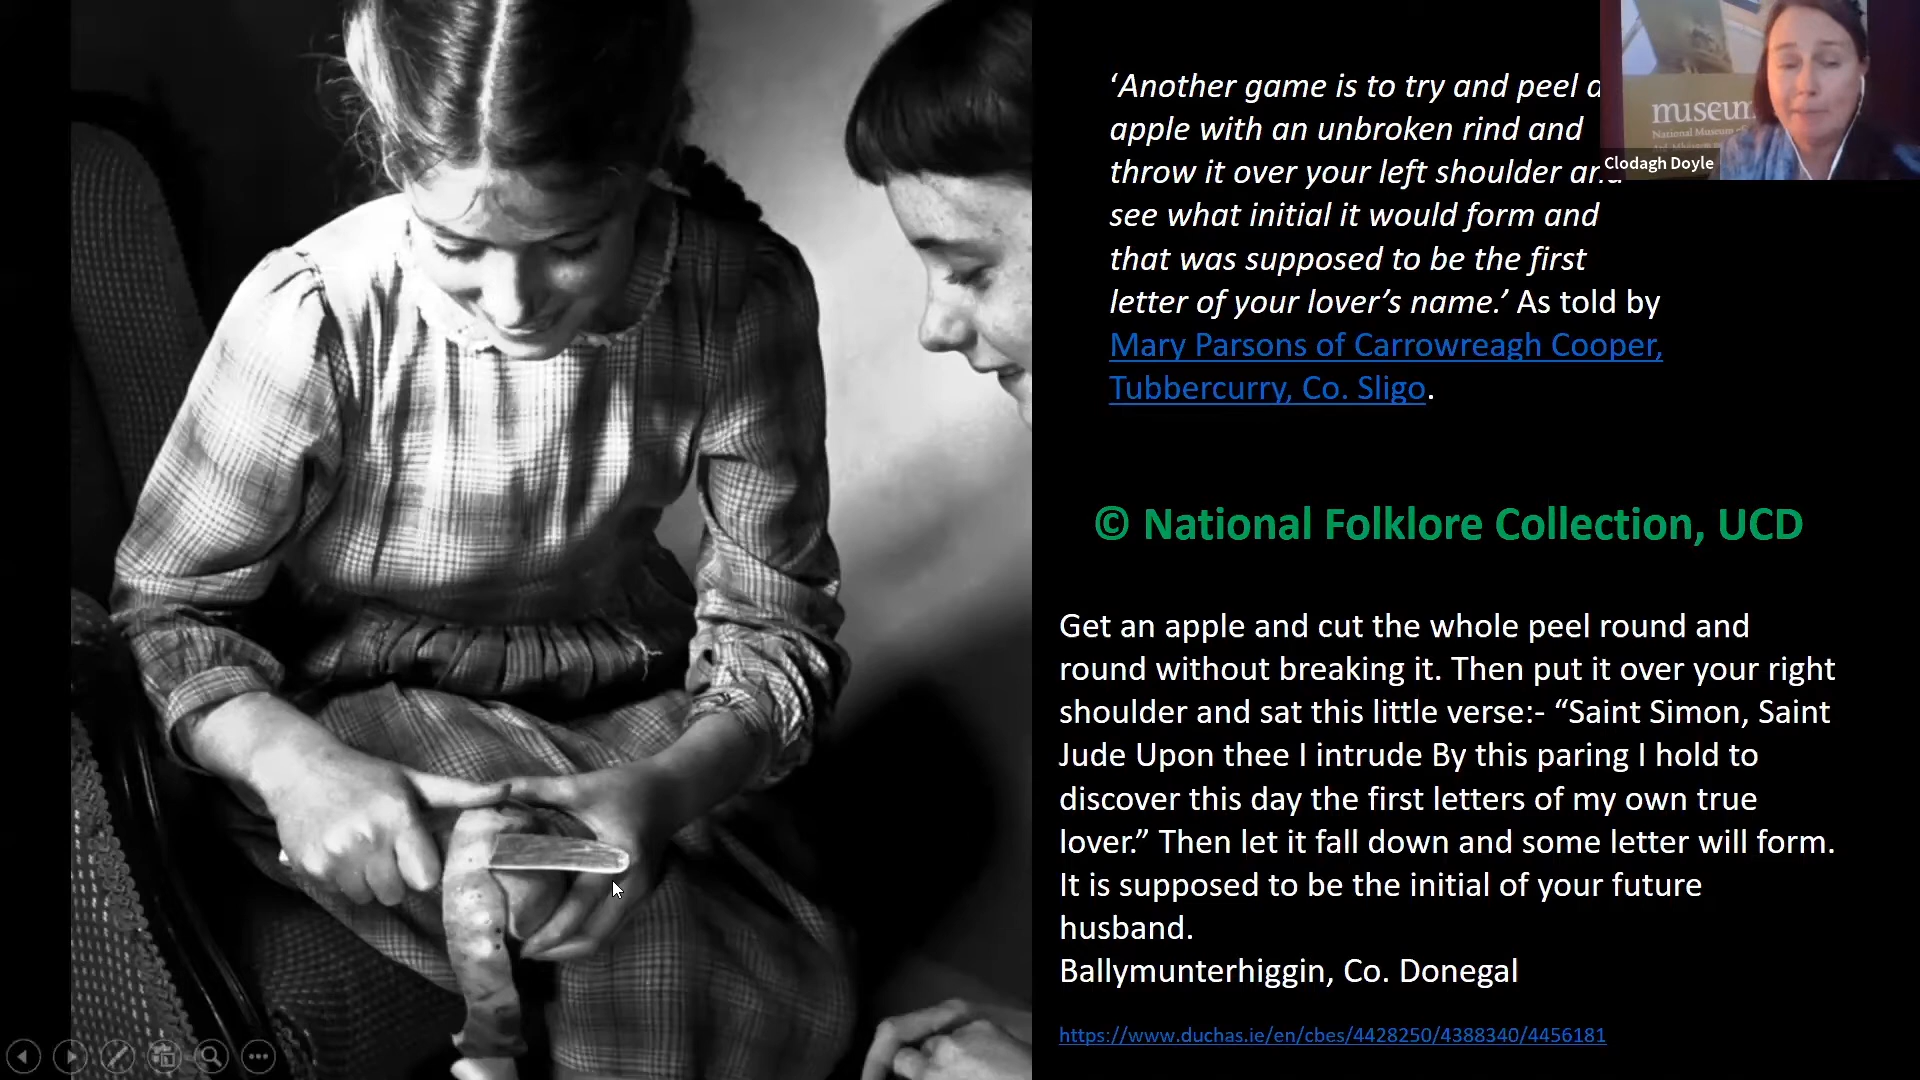 ‘Another game is to try and peel a
apple with an unbroken rind and
throw it over your left shoulder and
see what initial it would form and
that was supposed to be the first
letter of your lover’s name.’ As told by
Mary Parsons of Carrowreagh Cooper,
Tubbercurry, Co. Sligo.
museum
National Museum
Clodagh Doyle
© National Folklore Collection, UCD
Get an apple and cut the whole peel round and
round without breaking it. Then put it over your right
shoulder and sat this little verse:- “Saint Simon, Saint
Jude Upon thee I intrude By this paring I hold to
discover this day the first letters of my own true
lover.” Then let it fall down and some letter will form.
It is supposed to be the initial of your future
husband.
Ballymunterhiggin, Co. Donegal
https://www.duchas.ie/en/cbes/4428250/4388340/4456181